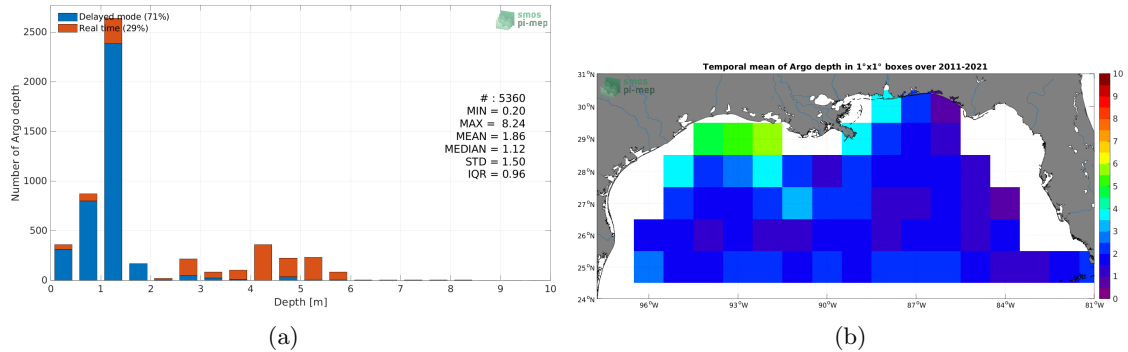 Delayed mode (71%)
Real time (29%)
smos
pi-mep
# : 5360
MIN = 0.20
MAX = 8.24
MEAN = 1.86
MEDIAN = 1.12
STD = 1.50
IQR = 0.96
Number of Argo depth
2500
2000
1500
1000
500
0
0 1 2 3 4 5 6 7 8 9 10
Depth [m]
(a)
Temporal mean of Argo depth in 1°x1° boxes over 2011-2021
smos
pi-mep
31°N
30°N
29°N
28°N
27°N
26°N
25°N
24°N
96°W 93°W 90°W 87°W 84°W 81°W
10
9
8
7
6
5
4
3
2
1
0
(b)